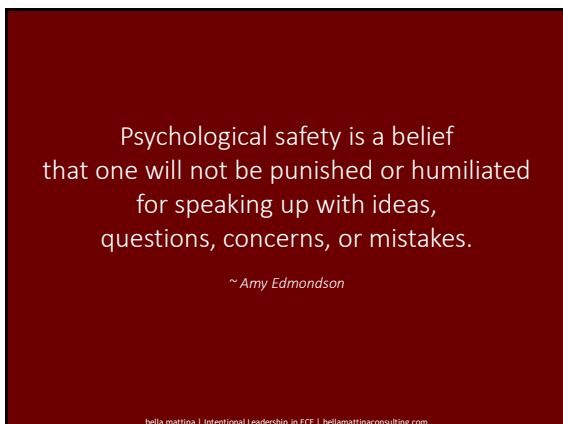 Psychological safety is a belief
that one will not be punished or humiliated
for speaking up with ideas,
questions, concerns, or mistakes.
~ Amy Edmondson
bella mattina | Intentional Leadership in ECE | bellamattinaconsulting.com